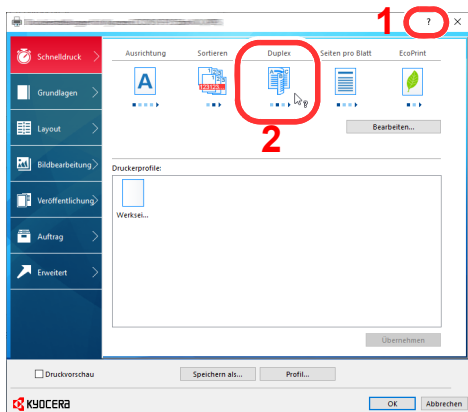 1
?
Schnelldruck
Ausrichtung
Sortieren
Duplex
Seiten pro Blatt
EcoPrint
Grundlagen
A
123123
2
Layout
Bearbeiten...
Bildbearbeitung
Druckerprofile:
Veröffentlichung
Werksei...
Auftrag
Erweitert
Übernehmen
Druckvorschau
Speichern als...
Profil...
KYOCERA
OK
Abbrechen